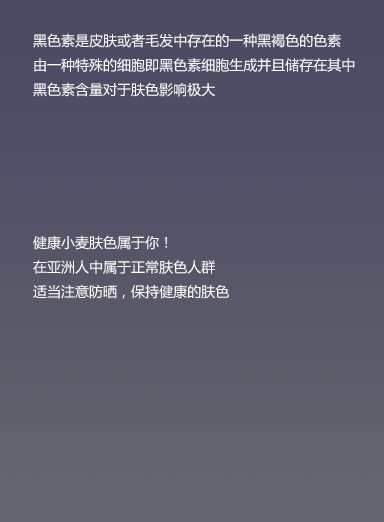 黑色素是皮肤或者毛发中存在的一种黑褐色的色素
由一种特殊的细胞即黑色素细胞生成并且储存在其中
黑色素含量对于肤色影响极大
健康小麦肤色属于你！
在亚洲人中属于正常肤色人群
适当注意防晒，保持健康的肤色